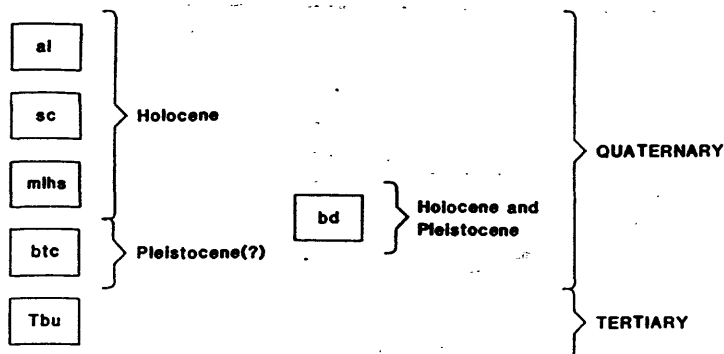 al
sc
Holocene
mlhs
QUATERNARY
bd
Holocene and
Pleistocene
btc
Pleistocene(?)
Tbu
TERTIARY